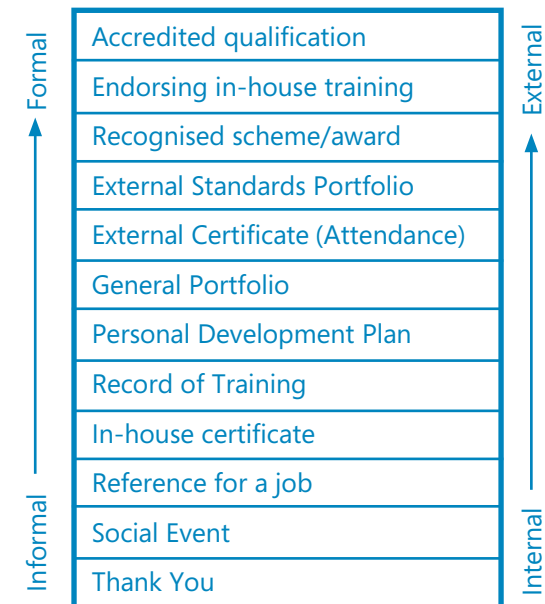 Formal
Informal
Accredited qualification
Endorsing in-house training
Recognised scheme/award
External Standards Portfolio
External Certificate (Attendance)
General Portfolio
Personal Development Plan
Record of Training
In-house certificate
Reference for a job
Social Event
Thank You
External
Internal